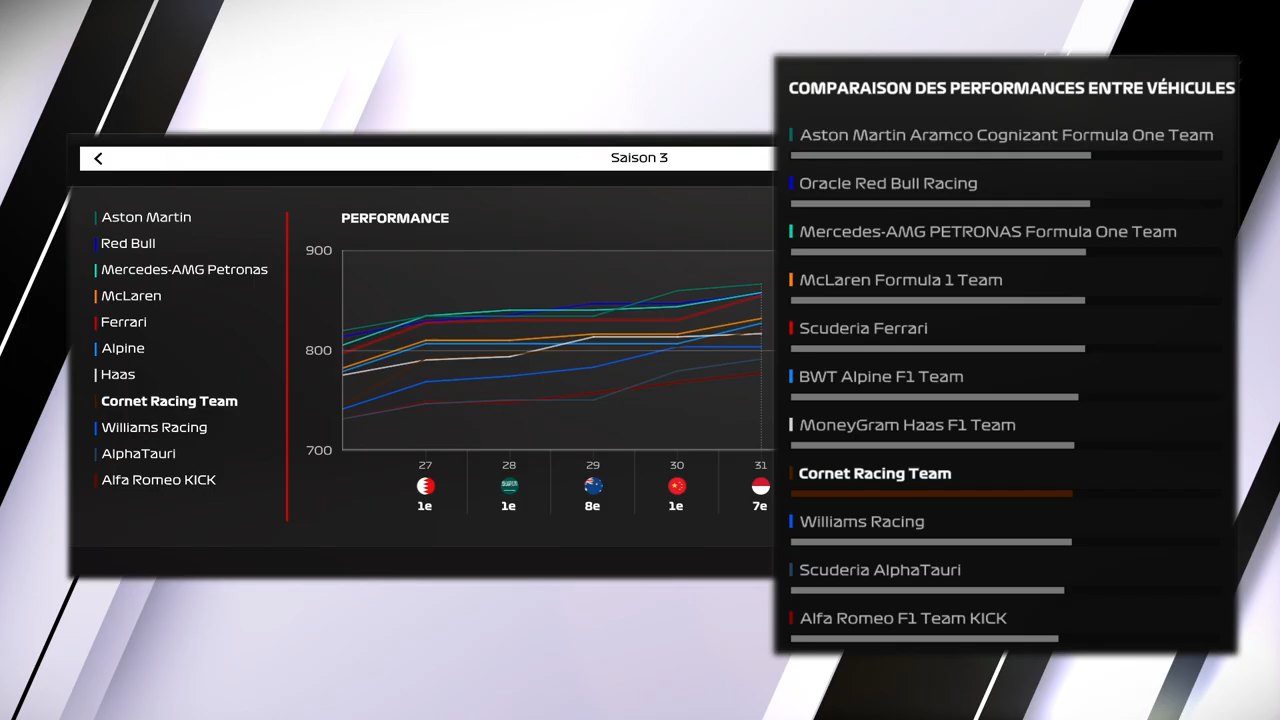 Saison 3
Aston Martin
Red Bull
Mercedes-AMG Petronas
McLaren
Ferrari
Alpine
Haas
Cornet Racing Team
Williams Racing
AlphaTauri
Alfa Romeo KICK
PERFORMANCE
900
800
700
27 28 29 30 31
1e 1e 8e 1e 7e
COMPARAISON DES PERFORMANCES ENTRE VÉHICULES
Aston Martin Aramco Cognizant Formula One Team
Oracle Red Bull Racing
Mercedes-AMG PETRONAS Formula One Team
McLaren Formula 1 Team
Scuderia Ferrari
BWT Alpine F1 Team
MoneyGram Haas F1 Team
Cornet Racing Team
Williams Racing
Scuderia AlphaTauri
Alfa Romeo F1 Team KICK